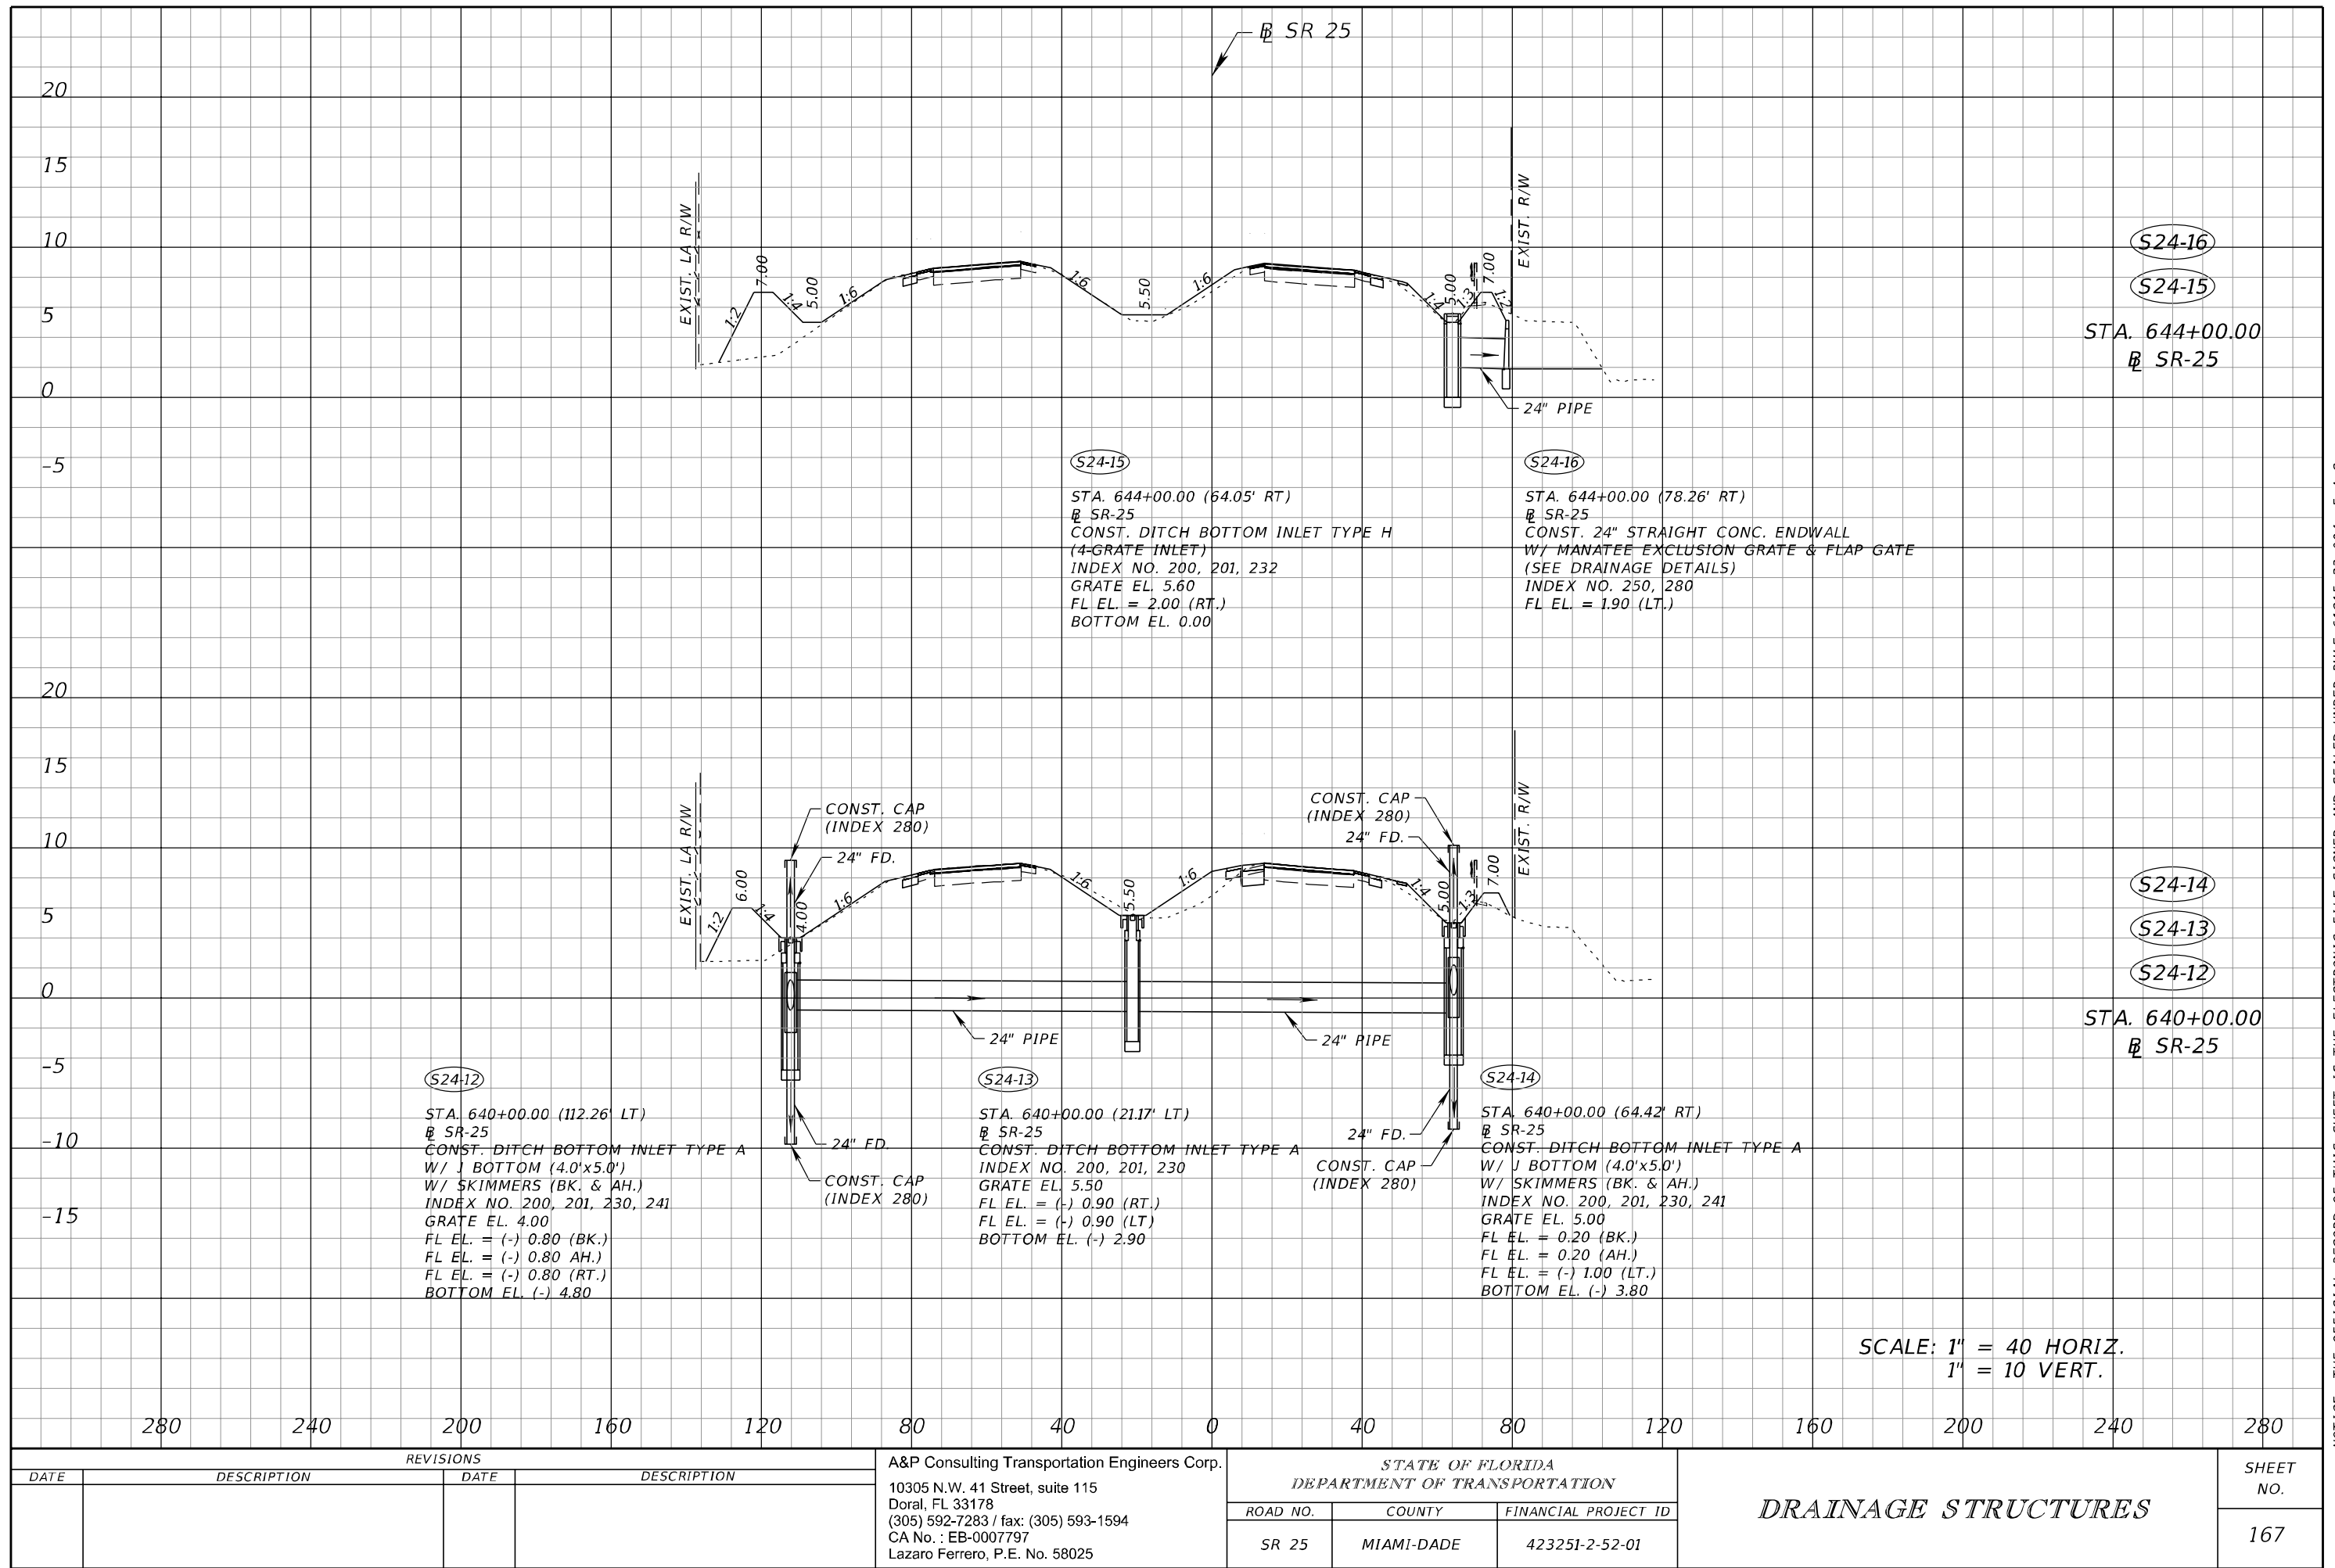 ℄ SR 25
20
15
10
5
0
-5
EXIST. LA R/W
1:2
7.00
1:4
5.00
1:6
1:6
5.50
1:6
1:4
5.00
1:3
7.00
1:2
EXIST. R/W
24" PIPE
S24-16
S24-15
STA. 644+00.00
BL SR-25
S24-15
STA. 644+00.00 (64.05' RT)
BL SR-25
CONST. DITCH BOTTOM INLET TYPE H
(4-GRATE INLET)
INDEX NO. 200, 201, 232
GRATE EL. 5.60
FL EL. = 2.00 (RT.)
BOTTOM EL. 0.00
S24-16
STA. 644+00.00 (78.26' RT)
BL SR-25
CONST. 24" STRAIGHT CONC. ENDWALL
W/ MANATEE EXCLUSION GRATE & FLAP GATE
(SEE DRAINAGE DETAILS)
INDEX NO. 250, 280
FL EL. = 1.90 (LT.)
20
15
10
5
0
-5
-10
-15
EXIST. LA R/W
1:2
6.00
1:4
4.00
1:6
CONST. CAP
(INDEX 280)
24" FD.
1:6
5.50
1:6
CONST. CAP
(INDEX 280)
24" FD.
1:4
5.00
1:3
7.00
EXIST. R/W
24" PIPE
24" PIPE
24" FD.
CONST. CAP
(INDEX 280)
24" FD.
CONST. CAP
(INDEX 280)
S24-14
S24-13
S24-12
STA. 640+00.00
BL SR-25
S24-12
STA. 640+00.00 (112.26' LT)
BL SR-25
CONST. DITCH BOTTOM INLET TYPE A
W/ J BOTTOM (4.0'x5.0')
W/ SKIMMERS (BK. & AH.)
INDEX NO. 200, 201, 230, 241
GRATE EL. 4.00
FL EL. = (-) 0.80 (BK.)
FL EL. = (-) 0.80 AH.)
FL EL. = (-) 0.80 (RT.)
BOTTOM EL. (-) 4.80
S24-13
STA. 640+00.00 (21.17' LT)
BL SR-25
CONST. DITCH BOTTOM INLET TYPE A
INDEX NO. 200, 201, 230
GRATE EL. 5.50
FL EL. = (-) 0.90 (RT.)
FL EL. = (-) 0.90 (LT)
BOTTOM EL. (-) 2.90
S24-14
STA. 640+00.00 (64.42' RT)
BL SR-25
CONST. DITCH BOTTOM INLET TYPE A
W/ J BOTTOM (4.0'x5.0')
W/ SKIMMERS (BK. & AH.)
INDEX NO. 200, 201, 230, 241
GRATE EL. 5.00
FL EL. = 0.20 (BK.)
FL EL. = 0.20 (AH.)
FL EL. = (-) 1.00 (LT.)
BOTTOM EL. (-) 3.80
SCALE: 1" = 40 HORIZ.
1" = 10 VERT.
280 240 200 160 120 80 40 0 40 80 120 160 200 240 280
REVISIONS
DATE DESCRIPTION DATE DESCRIPTION
A&P Consulting Transportation Engineers Corp.
10305 N.W. 41 Street, suite 115
Doral, FL 33178
(305) 592-7283 / fax: (305) 593-1594
CA No. : EB-0007797
Lazaro Ferrero, P.E. No. 58025
STATE OF FLORIDA
DEPARTMENT OF TRANSPORTATION
ROAD NO. COUNTY FINANCIAL PROJECT ID
SR 25 MIAMI-DADE 423251-2-52-01
DRAINAGE STRUCTURES
SHEET
NO.
167